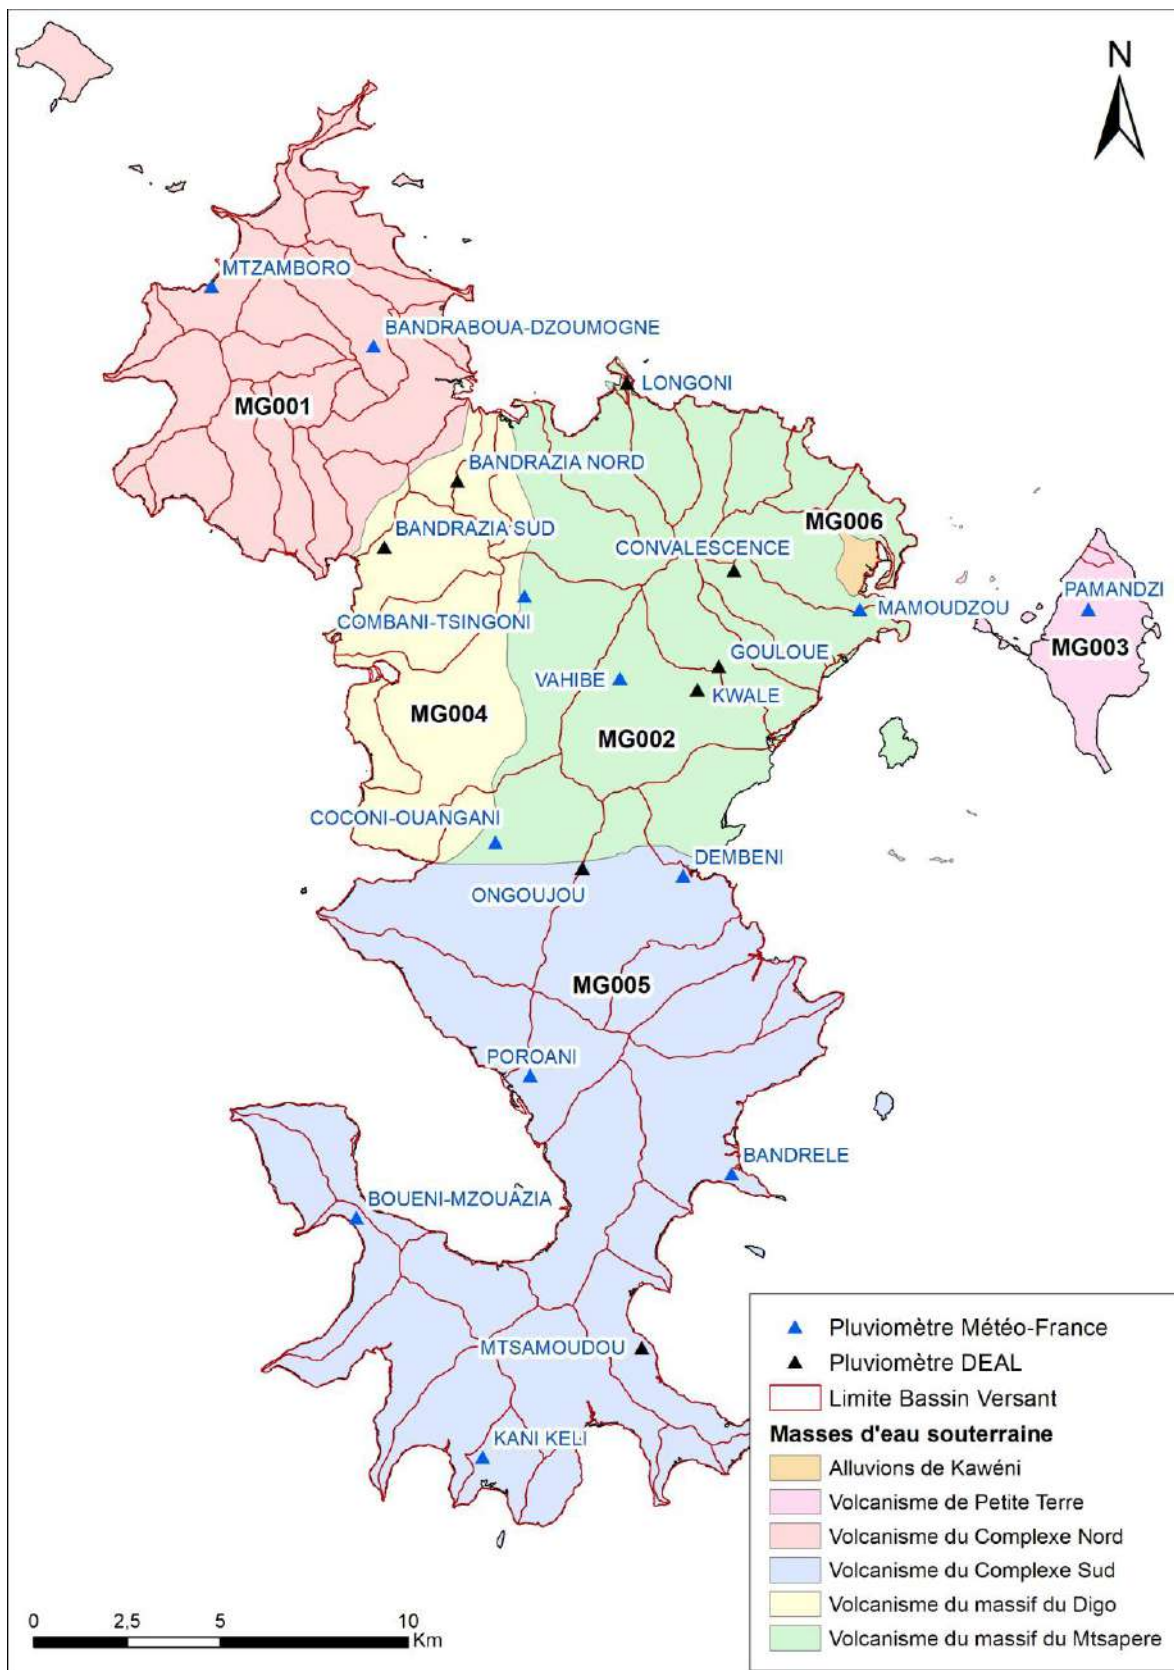 N
MTZAMBORO
BANDRABOUA-DZOUMOGNE
LONGONI
MG001
BANDRAZIA NORD
MG006
BANDRAZIA SUD
CONVALESCENCE
PAMANDZI
COMBANI-TSINGONI
MAMOUDZOU
MG003
GOULOUE
VAHIBE
KWALE
MG004
MG002
COCONI-OUANGANI
DEMBENI
ONGOUJOU
MG005
POROANI
BANDRELE
BOUENI-MZOUAZIA
MTSAMOUDOU
KANI KELI
Pluviomètre Météo-France
Pluviomètre DEAL
Limite Bassin Versant
Masses d'eau souterraine
Alluvions de Kawéni
Volcanisme de Petite Terre
Volcanisme du Complexe Nord
Volcanisme du Complexe Sud
Volcanisme du massif du Digo
Volcanisme du massif du Mtsapere
0 2,5 5 10
Km